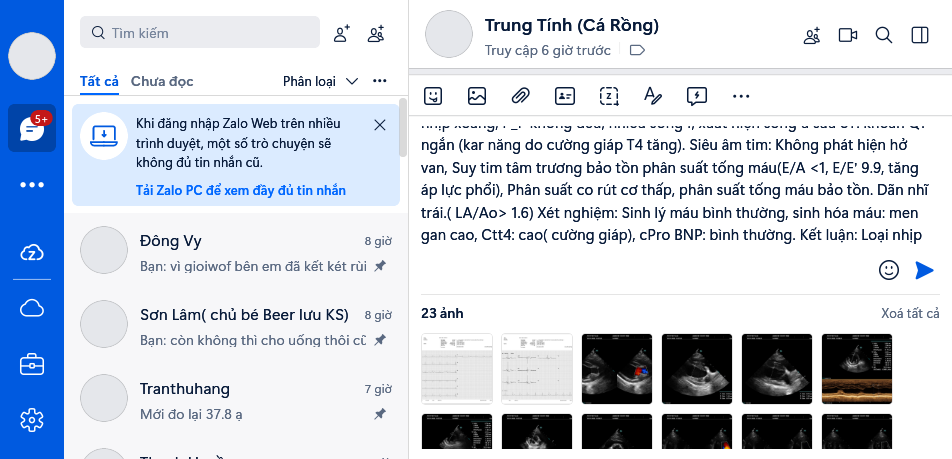 5+
Tìm kiếm
Tất cả Chưa đọc Phân loại
Khi đăng nhập Zalo Web trên nhiều
trình duyệt, một số trò chuyện sẽ
không đủ tin nhắn cũ.
Tải Zalo PC để xem đầy đủ tin nhắn
Đông Vy 8 giờ
Bạn: vì gioiwof bên em đã kết két rùi
Sơn Lâm( chủ bé Beer lưu KS) 8 giờ
Bạn: còn không thì cho uống thôi cũ
Tranthuhang 7 giờ
Mới đo lại 37.8 ạ
Trung Tính (Cá Rồng)
Truy cập 6 giờ trước
ngắn (kar năng do cường giáp T4 tăng). Siêu âm tim: Không phát hiện hở
van, Suy tim tâm trương bảo tồn phân suất tống máu(E/A <1, E/E' 9.9, tăng
áp lực phổi), Phân suất co rút cơ thấp, phân suất tống máu bảo tồn. Dãn nhĩ
trái.( LA/Ao> 1.6) Xét nghiệm: Sinh lý máu bình thường, sinh hóa máu: men
gan cao, Ctt4: cao( cường giáp), cPro BNP: bình thường. Kết luận: Loại nhịp
23 ảnh Xoá tất cả